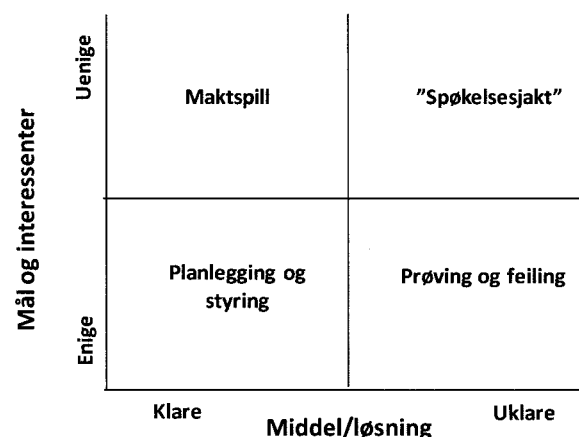 Mål og interessenter
Uenige
Enige
Maktspill
”Spøkelsesjakt”
Planlegging og
styring
Prøving og feiling
Klare
Middel/løsning
Uklare